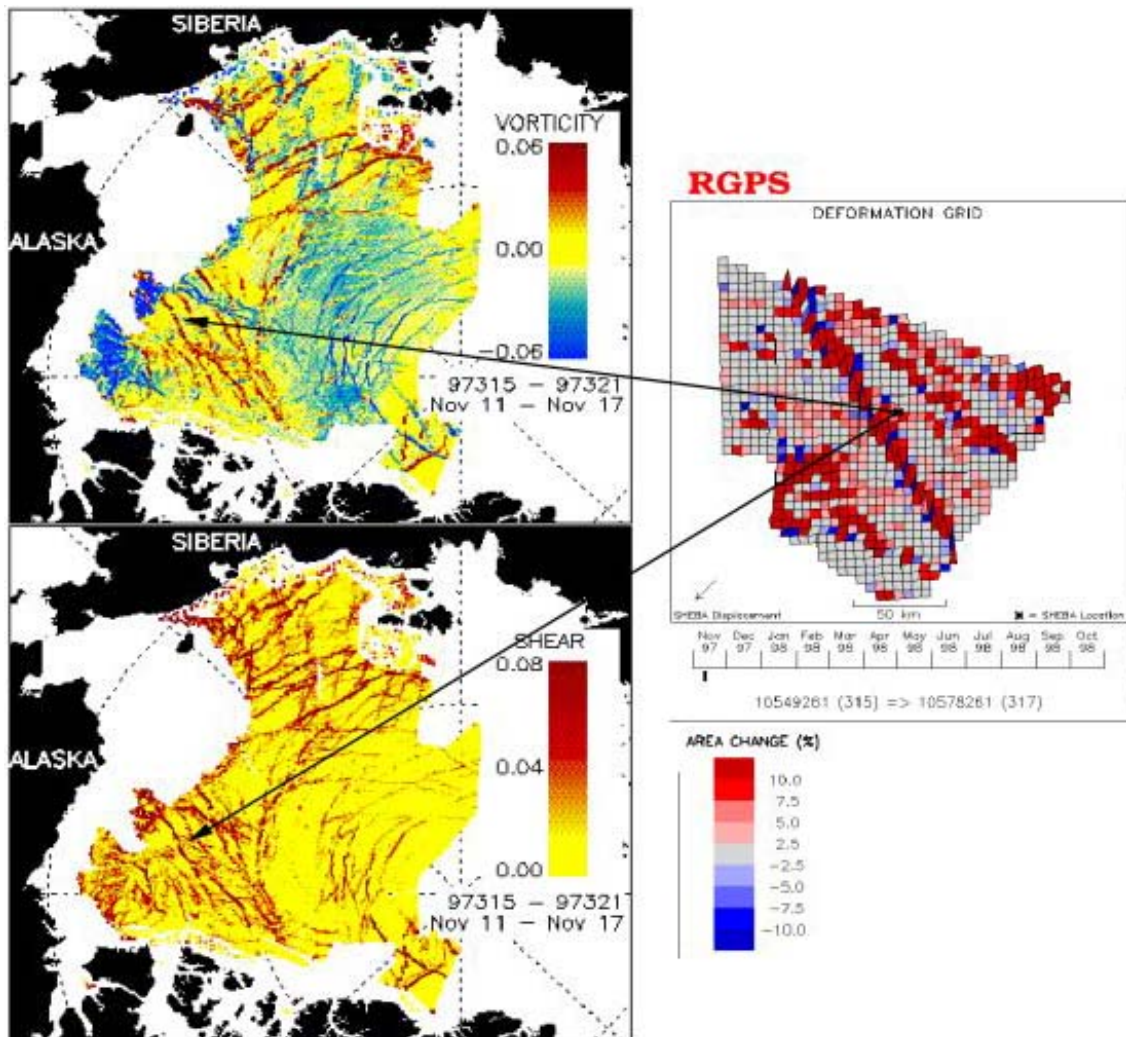 SIBERIA
VORTICITY
0.06
0.00
-0.06
ALASKA
97315 – 97321
Nov 11 – Nov 17
SIBERIA
SHEAR
0.08
0.04
0.00
ALASKA
97315 – 97321
Nov 11 – Nov 17
RGPS
DEFORMATION GRID
SHEBA Displacement
50 km
= SHEBA Location
Nov Dec Jan Feb Mar Apr May Jun Jul Aug Sep Oct
97 97 98 98 98 98 98 98 98 98 98 98
10549261 (315) => 10578261 (317)
AREA CHANGE (%)
10.0
7.5
5.0
2.5
-2.5
-5.0
-7.5
-10.0